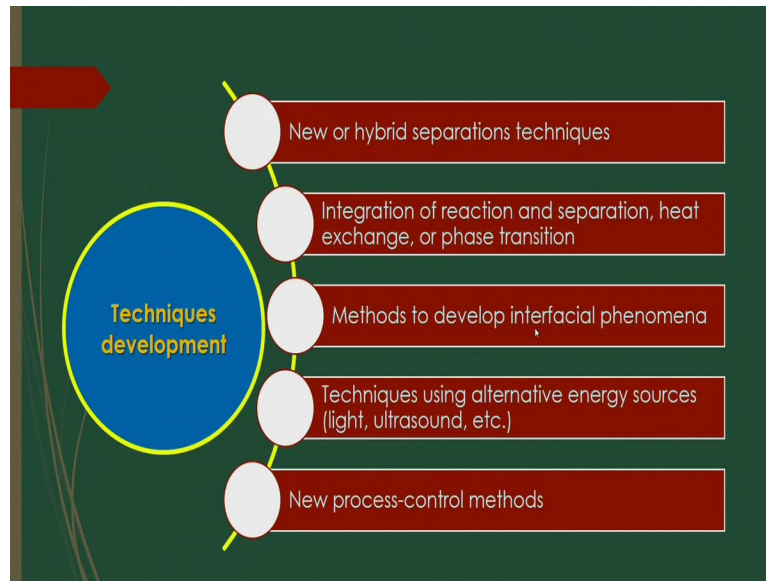 Techniques
development
New or hybrid separations techniques
Integration of reaction and separation, heat
exchange, or phase transition
Methods to develop interfacial phenomena
Techniques using alternative energy sources
(light, ultrasound, etc.)
New process-control methods